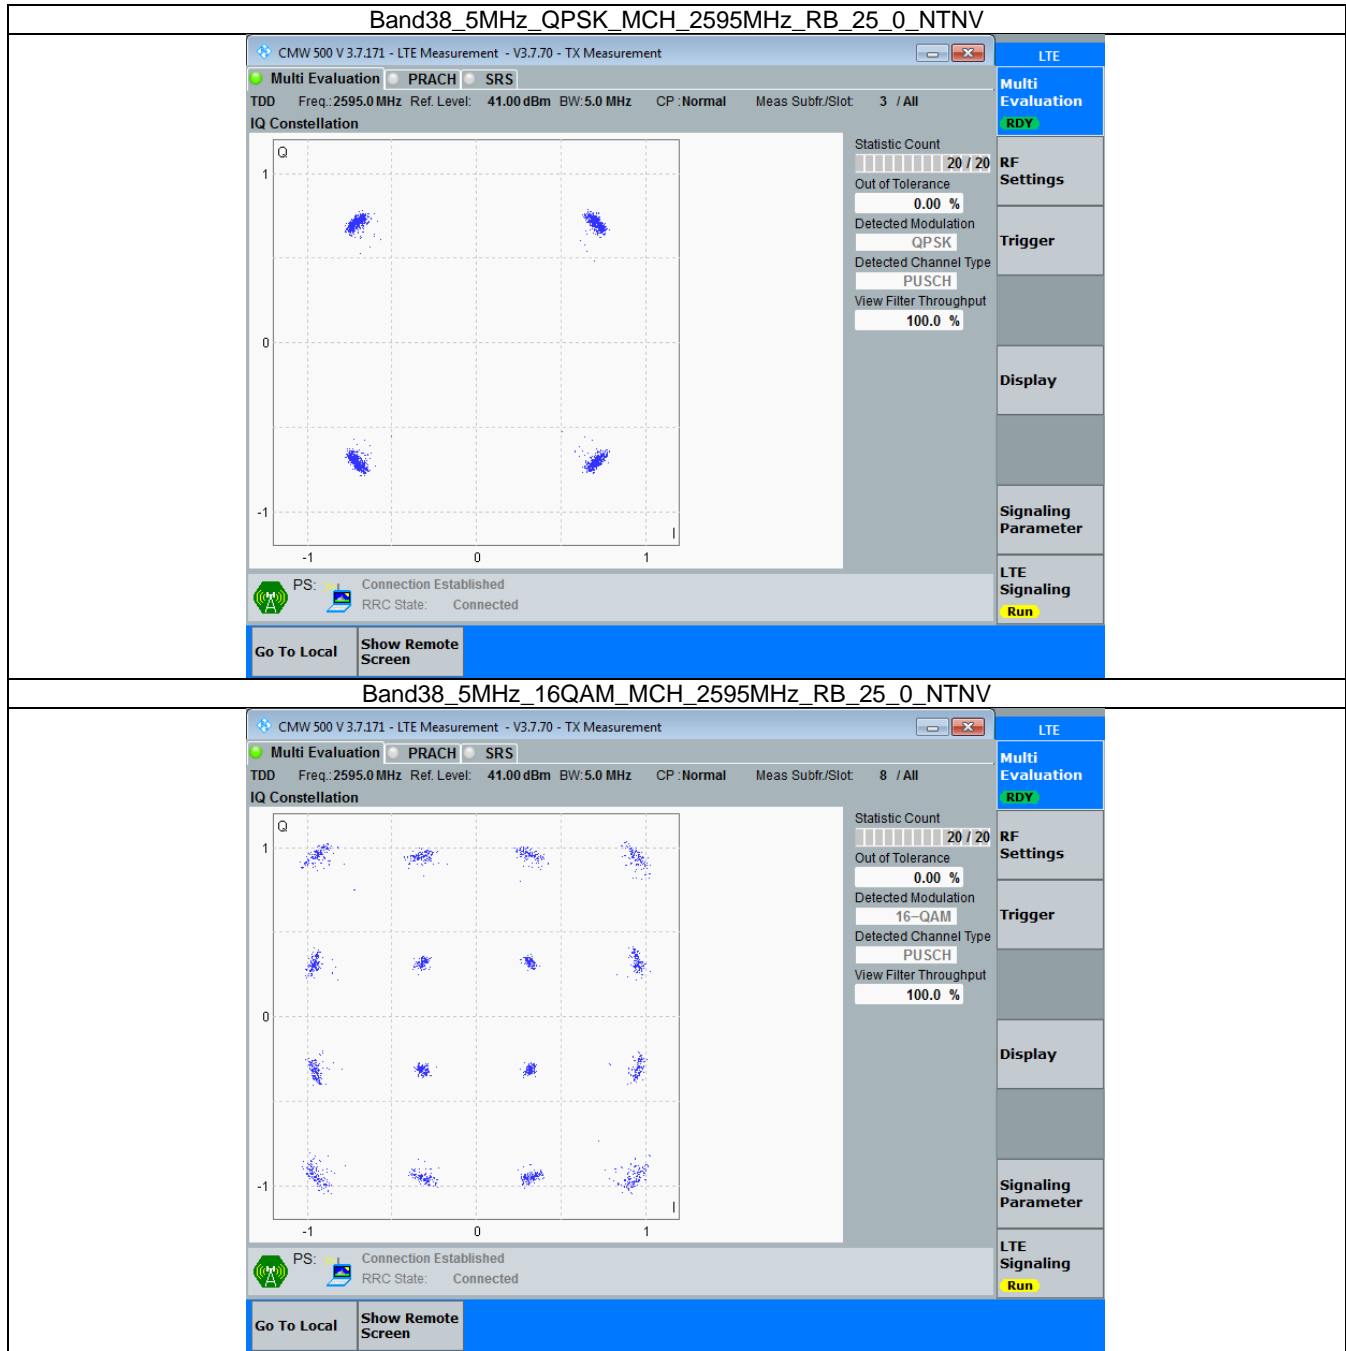 Band38_5MHz_QPSK_MCH_2595MHz_RB_25_0_NTNV
CMW 500 V 3.7.171 - LTE Measurement - V3.7.70 - TX Measurement
LTE
Multi Evaluation PRACH SRS
Multi
Evaluation
RDY
TDD Freq.: 2595.0 MHz Ref. Level: 41.00 dBm BW: 5.0 MHz CP : Normal Meas Subfr./Slot: 3 / All
IQ Constellation
Q
1
0
-1
I
-1 0 1
Statistic Count
20 / 20
Out of Tolerance
0.00 %
Detected Modulation
QPSK
Detected Channel Type
PUSCH
View Filter Throughput
100.0 %
RF
Settings
Trigger
Display
Signaling
Parameter
LTE
Signaling
Run
PS: Connection Established
RRC State: Connected
Go To Local
Show Remote
Screen
Band38_5MHz_16QAM_MCH_2595MHz_RB_25_0_NTNV
CMW 500 V 3.7.171 - LTE Measurement - V3.7.70 - TX Measurement
LTE
Multi Evaluation PRACH SRS
Multi
Evaluation
RDY
TDD Freq.: 2595.0 MHz Ref. Level: 41.00 dBm BW: 5.0 MHz CP : Normal Meas Subfr./Slot: 8 / All
IQ Constellation
Q
1
0
-1
I
-1 0 1
Statistic Count
20 / 20
Out of Tolerance
0.00 %
Detected Modulation
16-QAM
Detected Channel Type
PUSCH
View Filter Throughput
100.0 %
RF
Settings
Trigger
Display
Signaling
Parameter
LTE
Signaling
Run
PS: Connection Established
RRC State: Connected
Go To Local
Show Remote
Screen